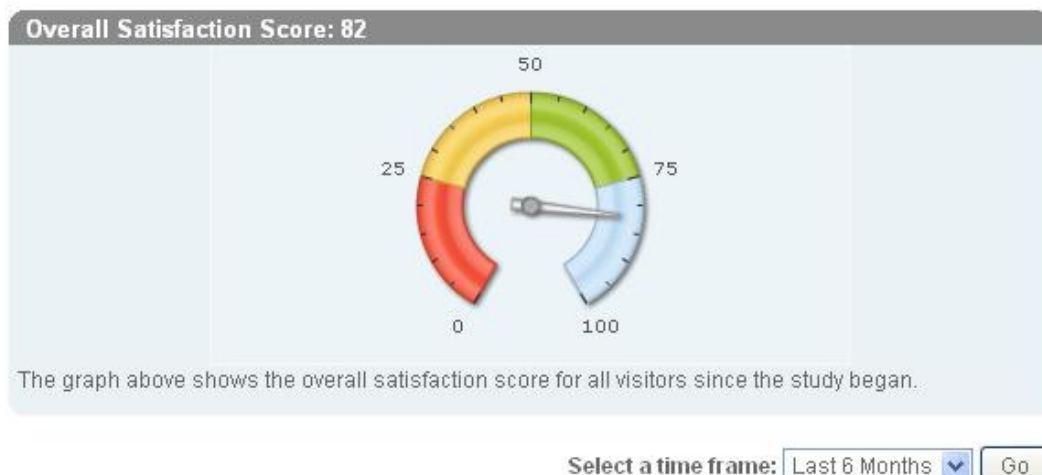 Overall Satisfaction Score: 82
50
25
75
0
100
The graph above shows the overall satisfaction score for all visitors since the study began.
Select a time frame: Last 6 Months Go